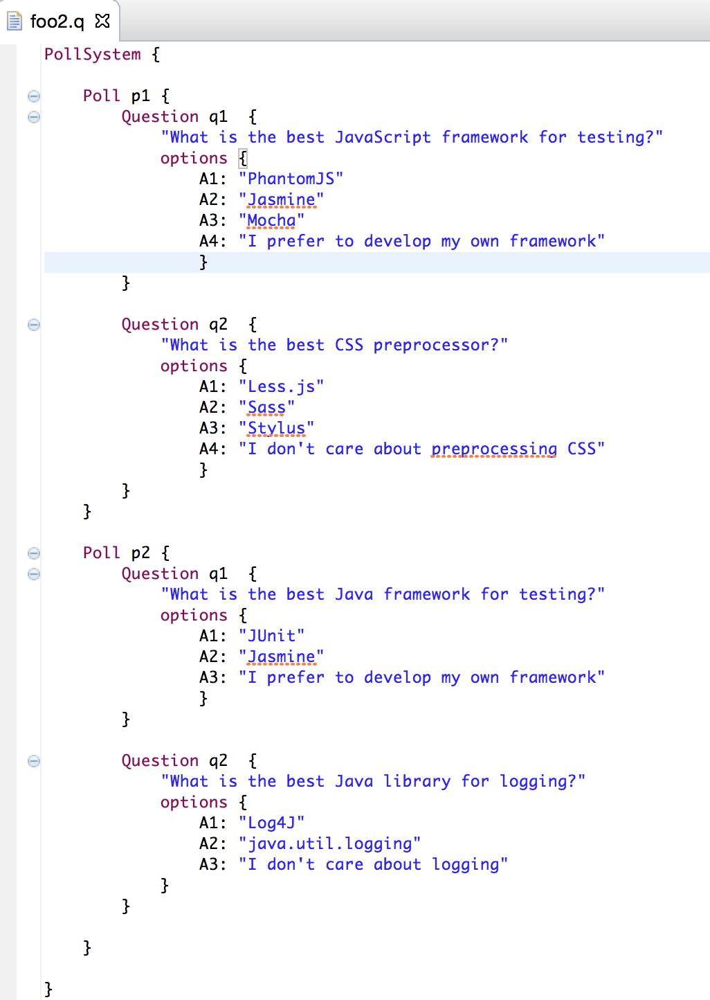 foo2.q
PollSystem {
Poll p1 {
Question q1  {
"What is the best JavaScript framework for testing?"
options {
A1: "PhantomJS"
A2: "Jasmine"
A3: "Mocha"
A4: "I prefer to develop my own framework"
}
}
Question q2  {
"What is the best CSS preprocessor?"
options {
A1: "Less.js"
A2: "Sass"
A3: "Stylus"
A4: "I don't care about preprocessing CSS"
}
}
}
Poll p2 {
Question q1  {
"What is the best Java framework for testing?"
options {
A1: "JUnit"
A2: "Jasmine"
A3: "I prefer to develop my own framework"
}
}
Question q2  {
"What is the best Java library for logging?"
options {
A1: "Log4J"
A2: "java.util.logging"
A3: "I don't care about logging"
}
}
}
}